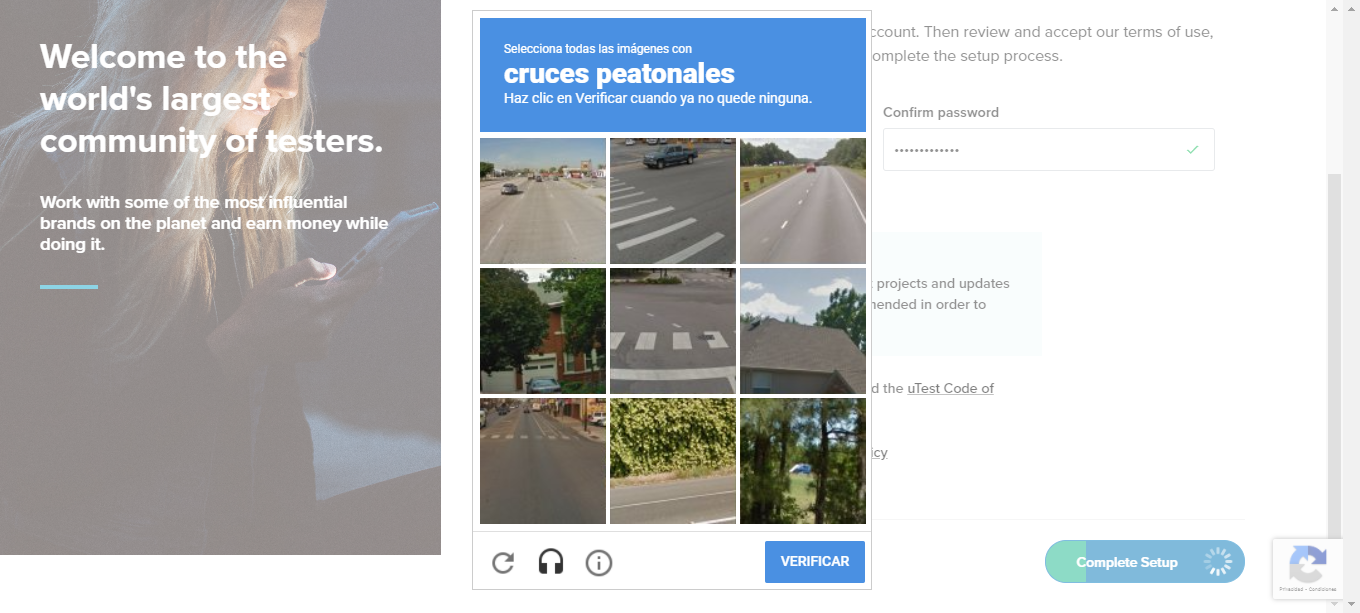 Welcome to the
world's largest
community of testers.
Work with some of the most influential
brands on the planet and earn money while
doing it.
Selecciona todas las imágenes con
cruces peatonales
Haz clic en Verificar cuando ya no quede ninguna.
VERIFICAR
ccount. Then review and accept our terms of use,
omplete the setup process.
Confirm password
projects and updates
ended in order to
d the uTest Code of
icy
Complete Setup
Privacidad - Condiciones